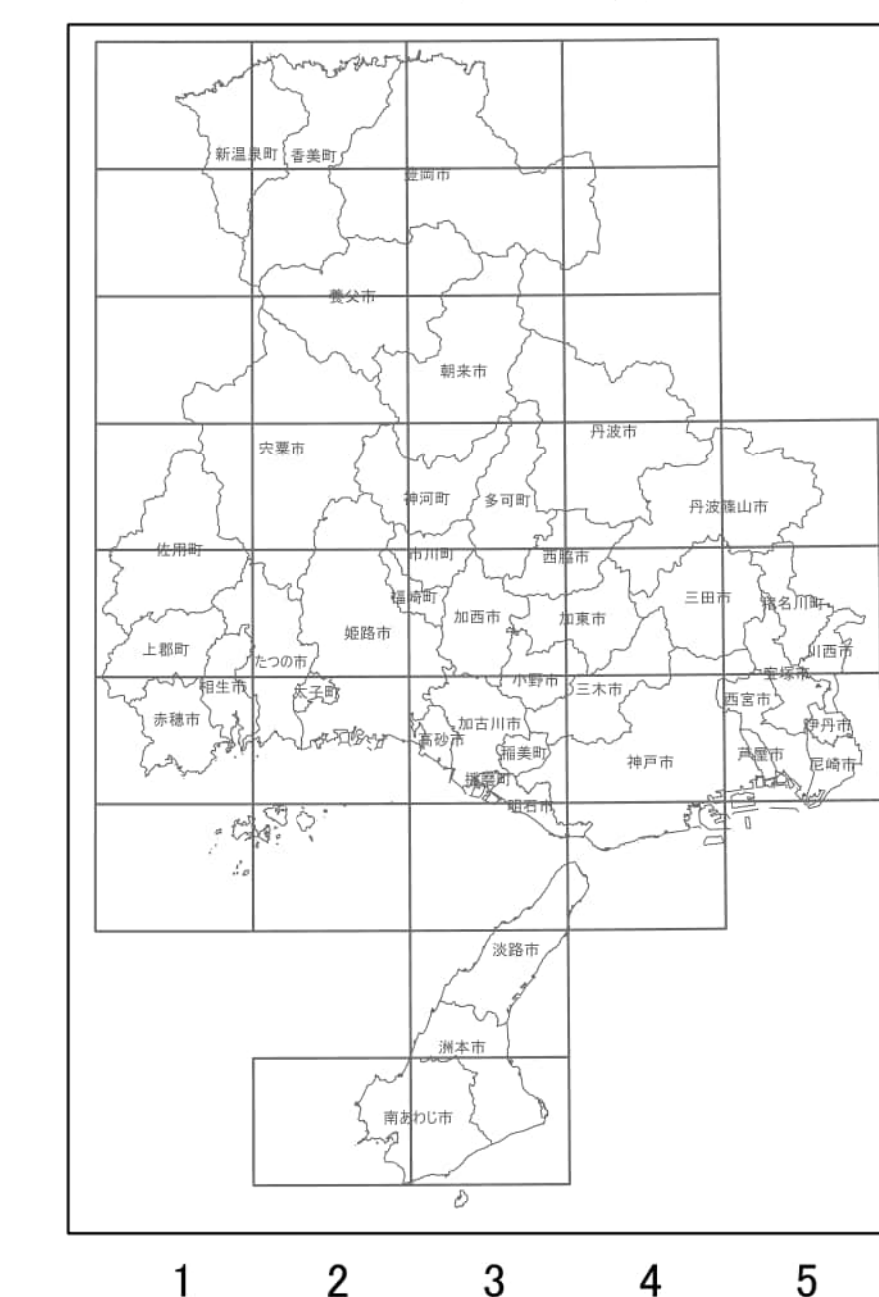 新温泉町
香美町
豊岡市
養父市
朝来市
丹波市
宍粟市
神河町
多可町
丹波篠山市
佐用町
市川町
西脇市
福崎町
加西市
加東市
三田市
猪名川町
姫路市
上郡町
川西市
たつの市
宝塚市
小野市
相生市
太子町
三木市
西宮市
赤穂市
加古川市
伊丹市
高砂市
稲美町
神戸市
芦屋市
尼崎市
播磨町
明石市
淡路市
洲本市
南あわじ市
1 2 3 4 5